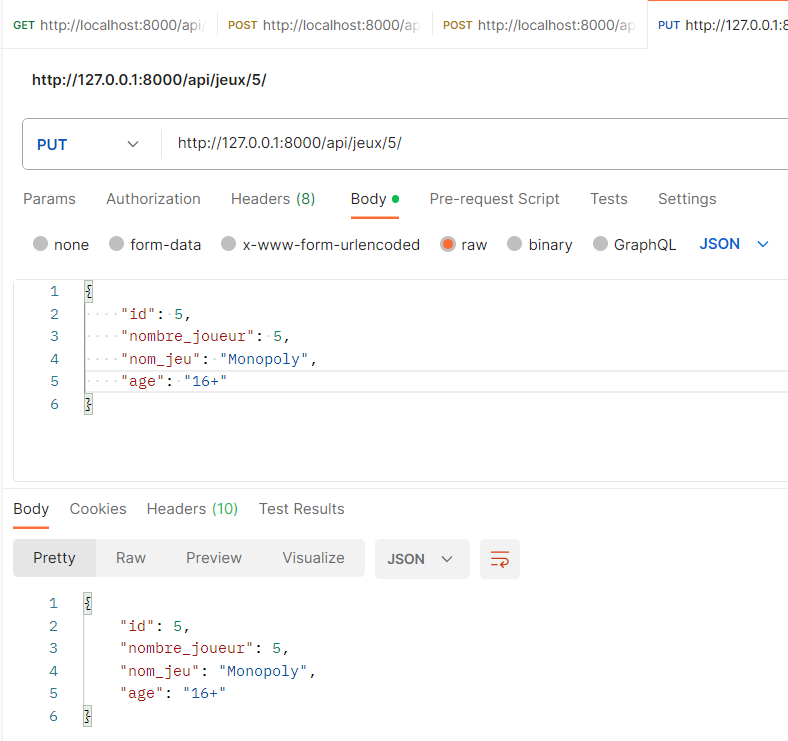 GET http://localhost:8000/api/ POST http://localhost:8000/ap POST http://localhost:8000/ap PUT http://127.0.0.1:8
http://127.0.0.1:8000/api/jeux/5/
PUT http://127.0.0.1:8000/api/jeux/5/
Params Authorization Headers (8) Body Pre-request Script Tests Settings
none form-data x-www-form-urlencoded raw binary GraphQL JSON
1 {
2 "id": 5,
3 "nombre_joueur": 5,
4 "nom_jeu": "Monopoly",
5 "age": "16+"
6 }
Body Cookies Headers (10) Test Results
Pretty Raw Preview Visualize JSON
1 {
2 "id": 5,
3 "nombre_joueur": 5,
4 "nom_jeu": "Monopoly",
5 "age": "16+"
6 }